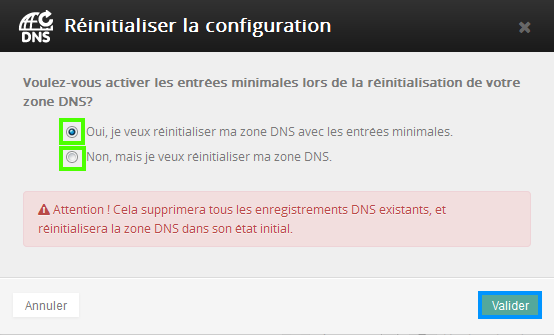 DNS
Réinitialiser la configuration
Voulez-vous activer les entrées minimales lors de la réinitialisation de votre
zone DNS?
Oui, je veux réinitialiser ma zone DNS avec les entrées minimales.
Non, mais je veux réinitialiser ma zone DNS.
Attention ! Cela supprimera tous les enregistrements DNS existants, et
réinitialisera la zone DNS dans son état initial.
Annuler
Valider